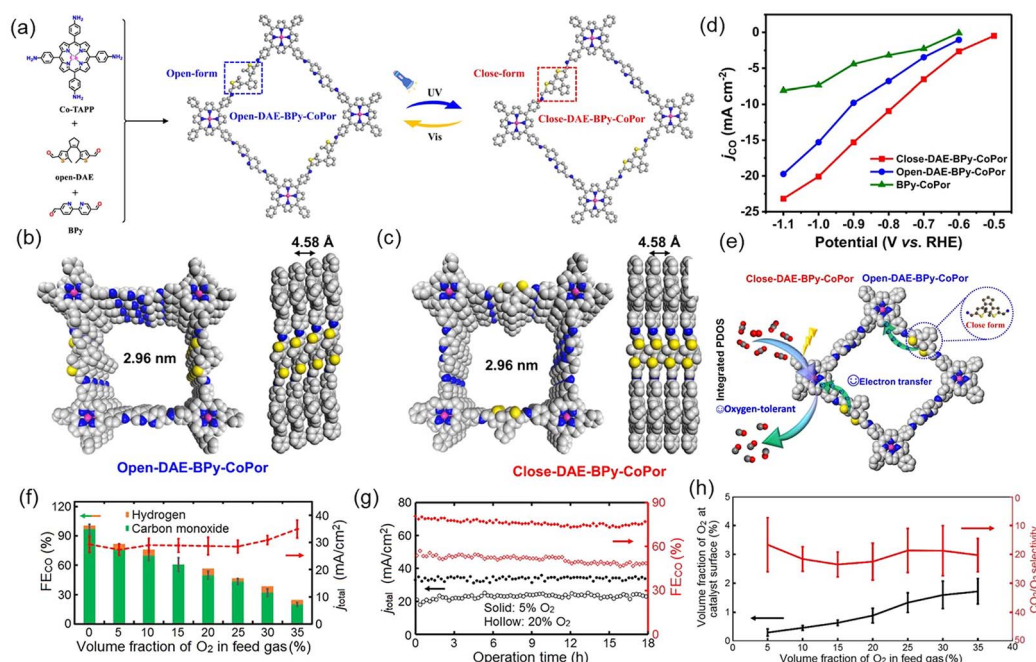 (a)
NH₂
H₂N
NH₂
NH₂
Co-TAPP
+
open-DAE
+
BPy
Open-form
Open-DAE-BPy-CoPor
UV
Vis
Close-form
Close-DAE-BPy-CoPor
(d)
jCO (mA cm⁻²)
0
-5
-10
-15
-20
-25
Close-DAE-BPy-CoPor
Open-DAE-BPy-CoPor
BPy-CoPor
-1.1 -1.0 -0.9 -0.8 -0.7 -0.6 -0.5
Potential (V vs. RHE)
(b)
2.96 nm
4.58 Å
Open-DAE-BPy-CoPor
(c)
2.96 nm
4.58 Å
Close-DAE-BPy-CoPor
(e)
Close-DAE-BPy-CoPor
Open-DAE-BPy-CoPor
Close form
Integrated PDOS
Electron transfer
Oxygen-tolerant
(f)
FECO (%)
120
90
60
30
0
Hydrogen
Carbon monoxide
40
30
20
10
0
jtotal (mA/cm²)
0 5 10 15 20 25 30 35
Volume fraction of O₂ in feed gas(%)
(g)
jtotal (mA/cm²)
80
60
40
20
0
90
60
30
0
FECO (%)
Solid: 5% O₂
Hollow: 20% O₂
0 3 6 9 12 15 18
Operation time (h)
(h)
Volume fraction of O₂ at
catalyst surface (%)
5
4
3
2
1
0
0
10
20
30
40
50
CO₂/O₂ selectivity
0 5 10 15 20 25 30 35 40
Volume fraction of O₂ in feed gas(%)